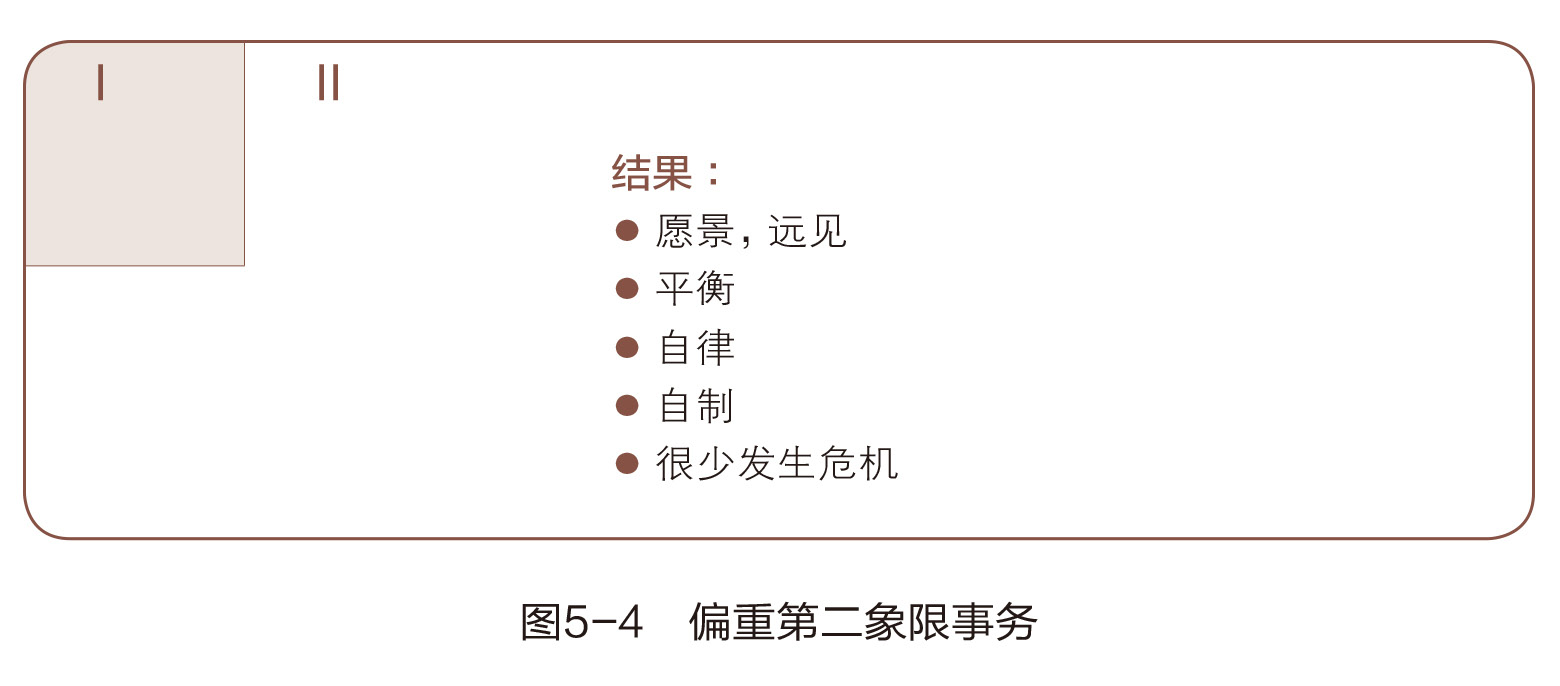 I II
结果：
● 愿景，远见
● 平衡
● 自律
● 自制
● 很少发生危机
图5-4 偏重第二象限事务